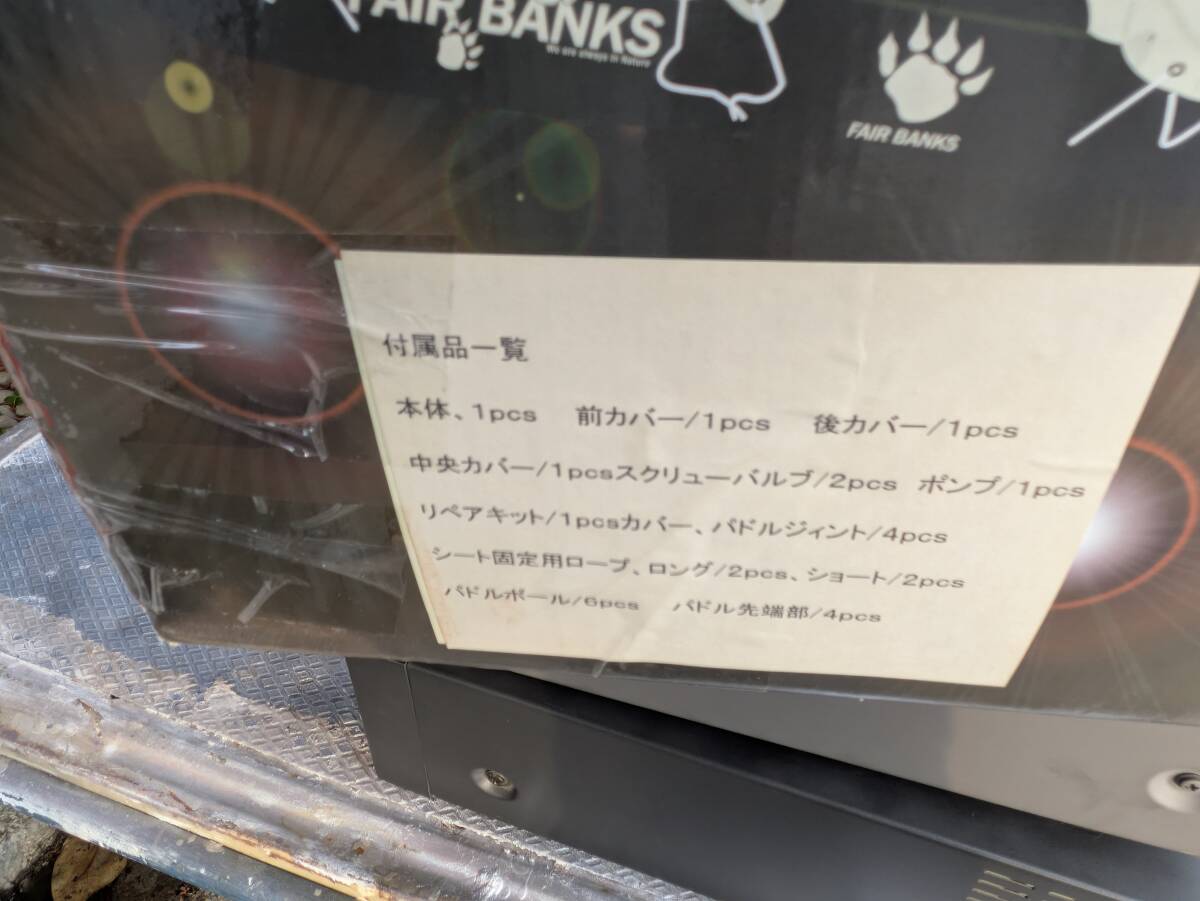 FAIR BANKS
We are always in Nature
FAIR BANKS
付属品一覧
本体、1pcs 前カバー/1pcs 後カバー/1pcs
中央カバー/1pcsスクリューバルブ/2pcs ポンプ/1pcs
リペアキット/1pcsカバー、パドルジィント/4pcs
シート固定用ロープ、ロング/2pcs、ショート/2pcs
パドルポール/6pcs パドル先端部/4pcs